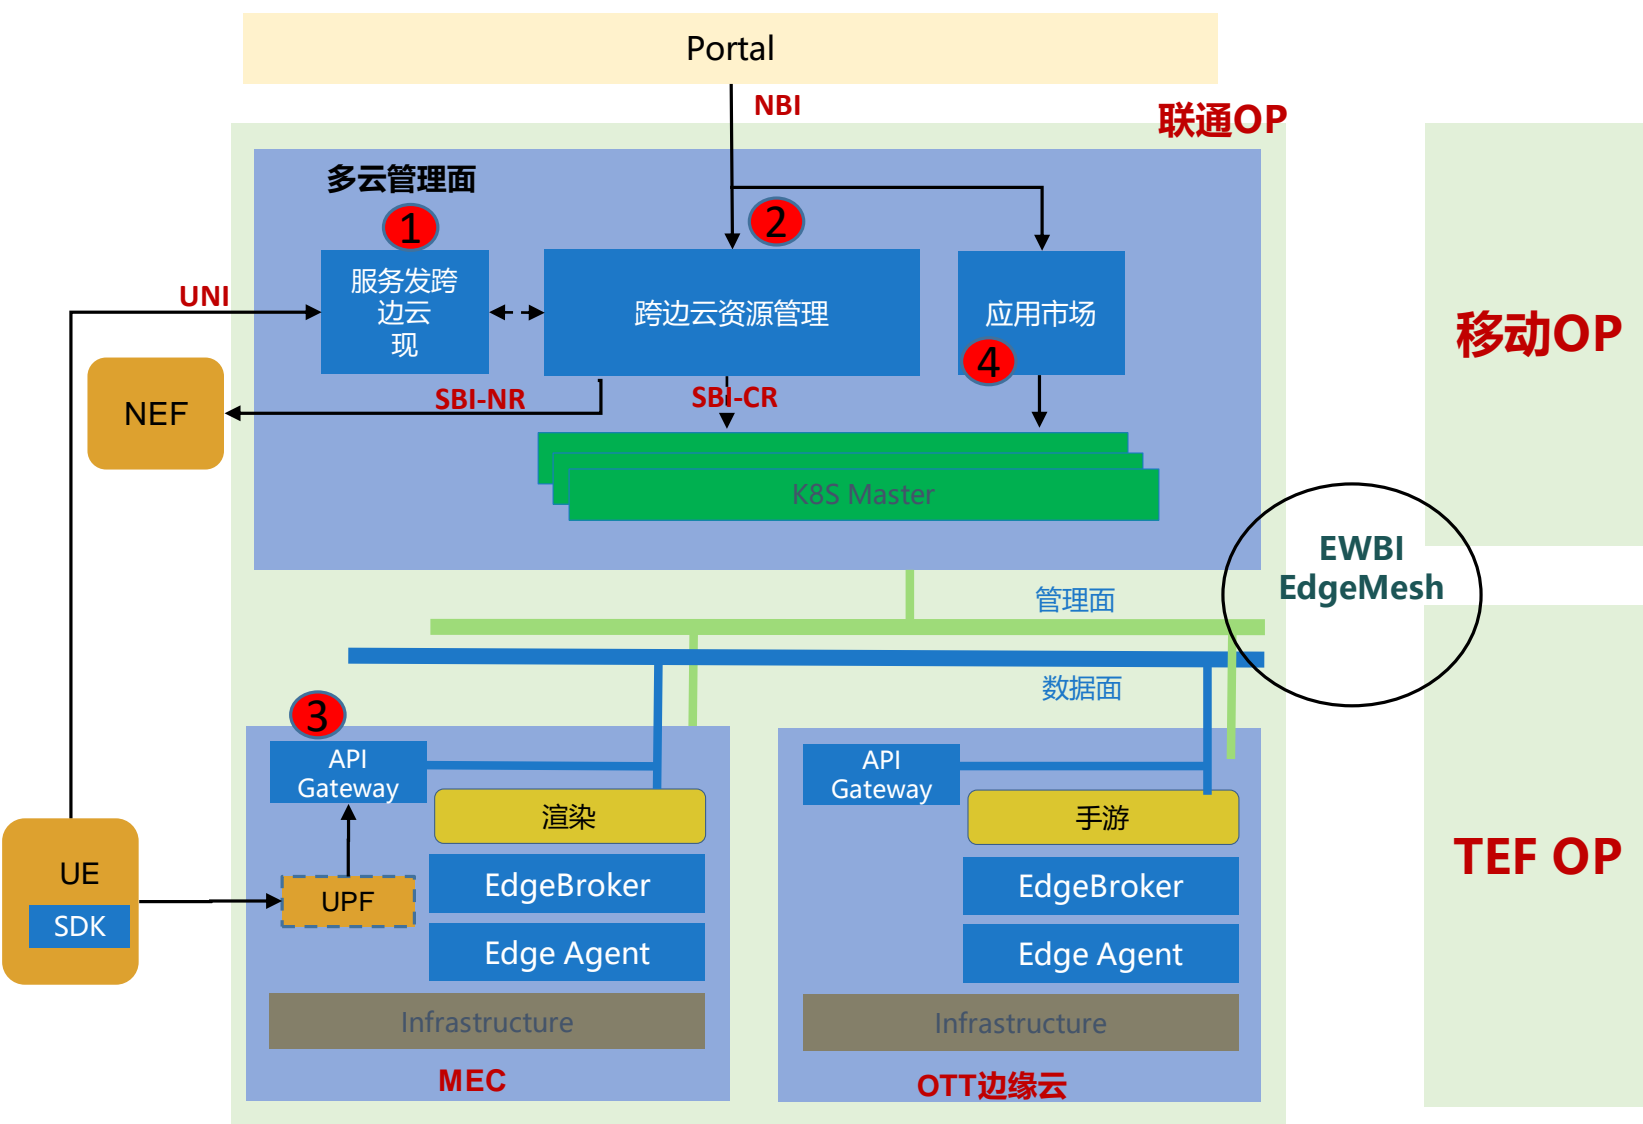 Portal
NBI
联通OP
多云管理面
1
2
服务发跨
边云
现
跨边云资源管理
应用市场
4
UNI
移动OP
NEF
SBI-NR
SBI-CR
K8S Master
EWBI
EdgeMesh
管理面
数据面
3
API
Gateway
渲染
UE
SDK
UPF
EdgeBroker
Edge Agent
Infrastructure
MEC
API
Gateway
手游
EdgeBroker
Edge Agent
Infrastructure
OTT边缘云
TEF OP